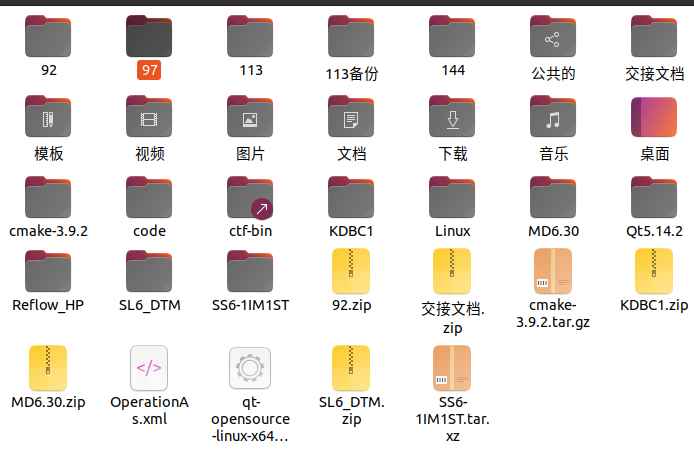 92
97
113
113备份
144
公共的
交接文档
模板
视频
图片
文档
下载
音乐
桌面
cmake-3.9.2
code
ctf-bin
KDBC1
Linux
MD6.30
Qt5.14.2
Reflow_HP
SL6_DTM
SS6-1IM1ST
92.zip
交接文档.
zip
cmake-
3.9.2.tar.gz
KDBC1.zip
MD6.30.zip
OperationA
s.xml
qt-
opensource
-linux-x64…
SL6_DTM.
zip
SS6-
1IM1ST.tar.
xz